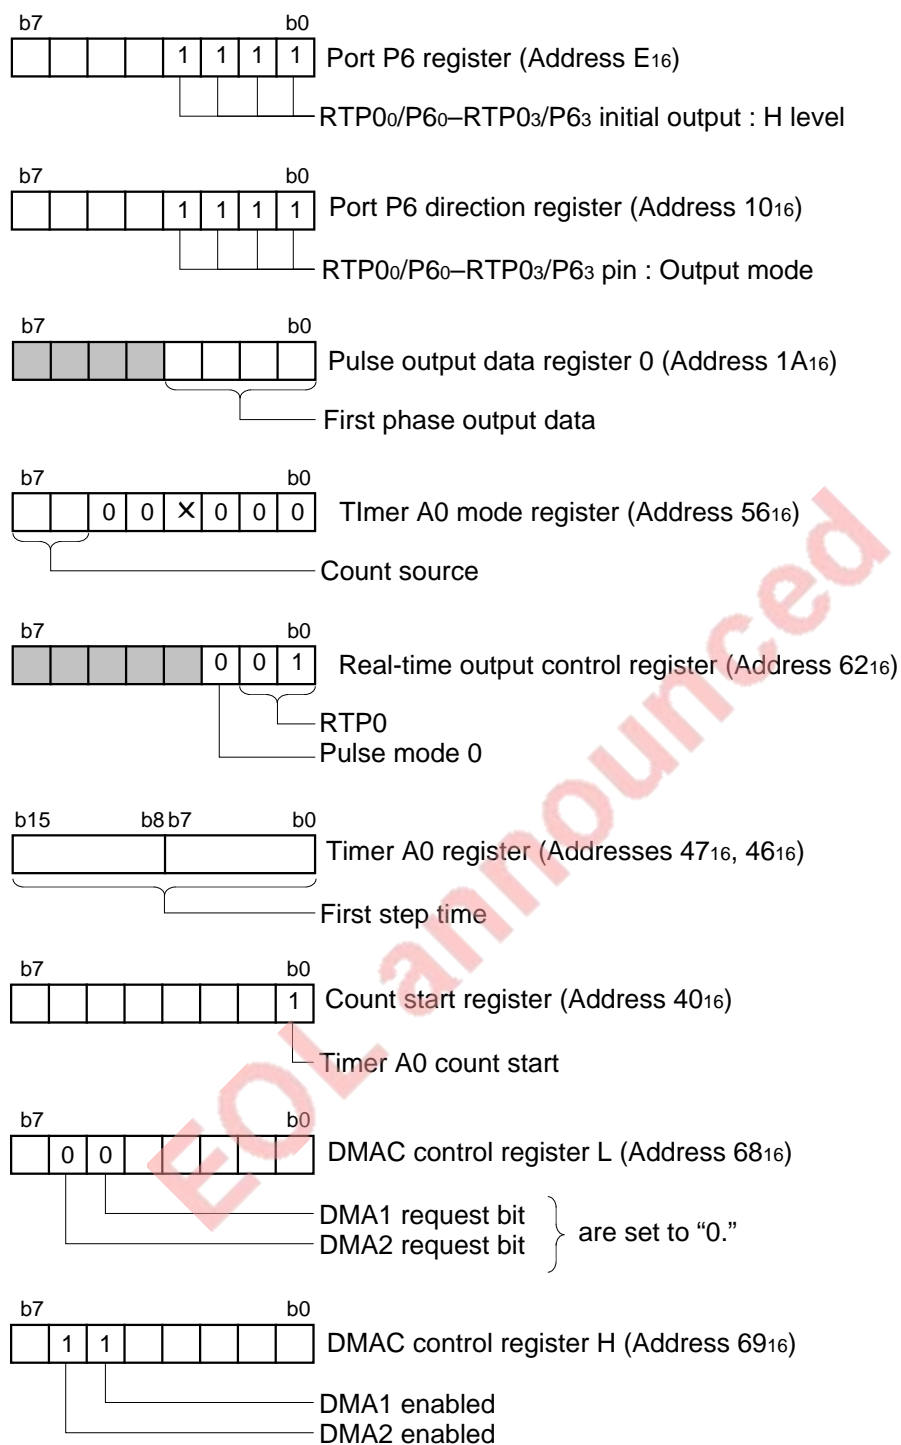 b7 b0
1 1 1 1 Port P6 register (Address E16)
RTP00/P60–RTP03/P63 initial output : H level
b7 b0
1 1 1 1 Port P6 direction register (Address 1016)
RTP00/P60–RTP03/P63 pin : Output mode
b7 b0
Pulse output data register 0 (Address 1A16)
First phase output data
b7 b0
0 0 × 0 0 0 TImer A0 mode register (Address 5616)
Count source
b7 b0
0 0 1 Real-time output control register (Address 6216)
RTP0
Pulse mode 0
b15 b8 b7 b0
Timer A0 register (Addresses 4716, 4616)
First step time
b7 b0
1 Count start register (Address 4016)
Timer A0 count start
b7 b0
0 0 DMAC control register L (Address 6816)
DMA1 request bit
DMA2 request bit
are set to “0.”
b7 b0
1 1 DMAC control register H (Address 6916)
DMA1 enabled
DMA2 enabled
EOL announced